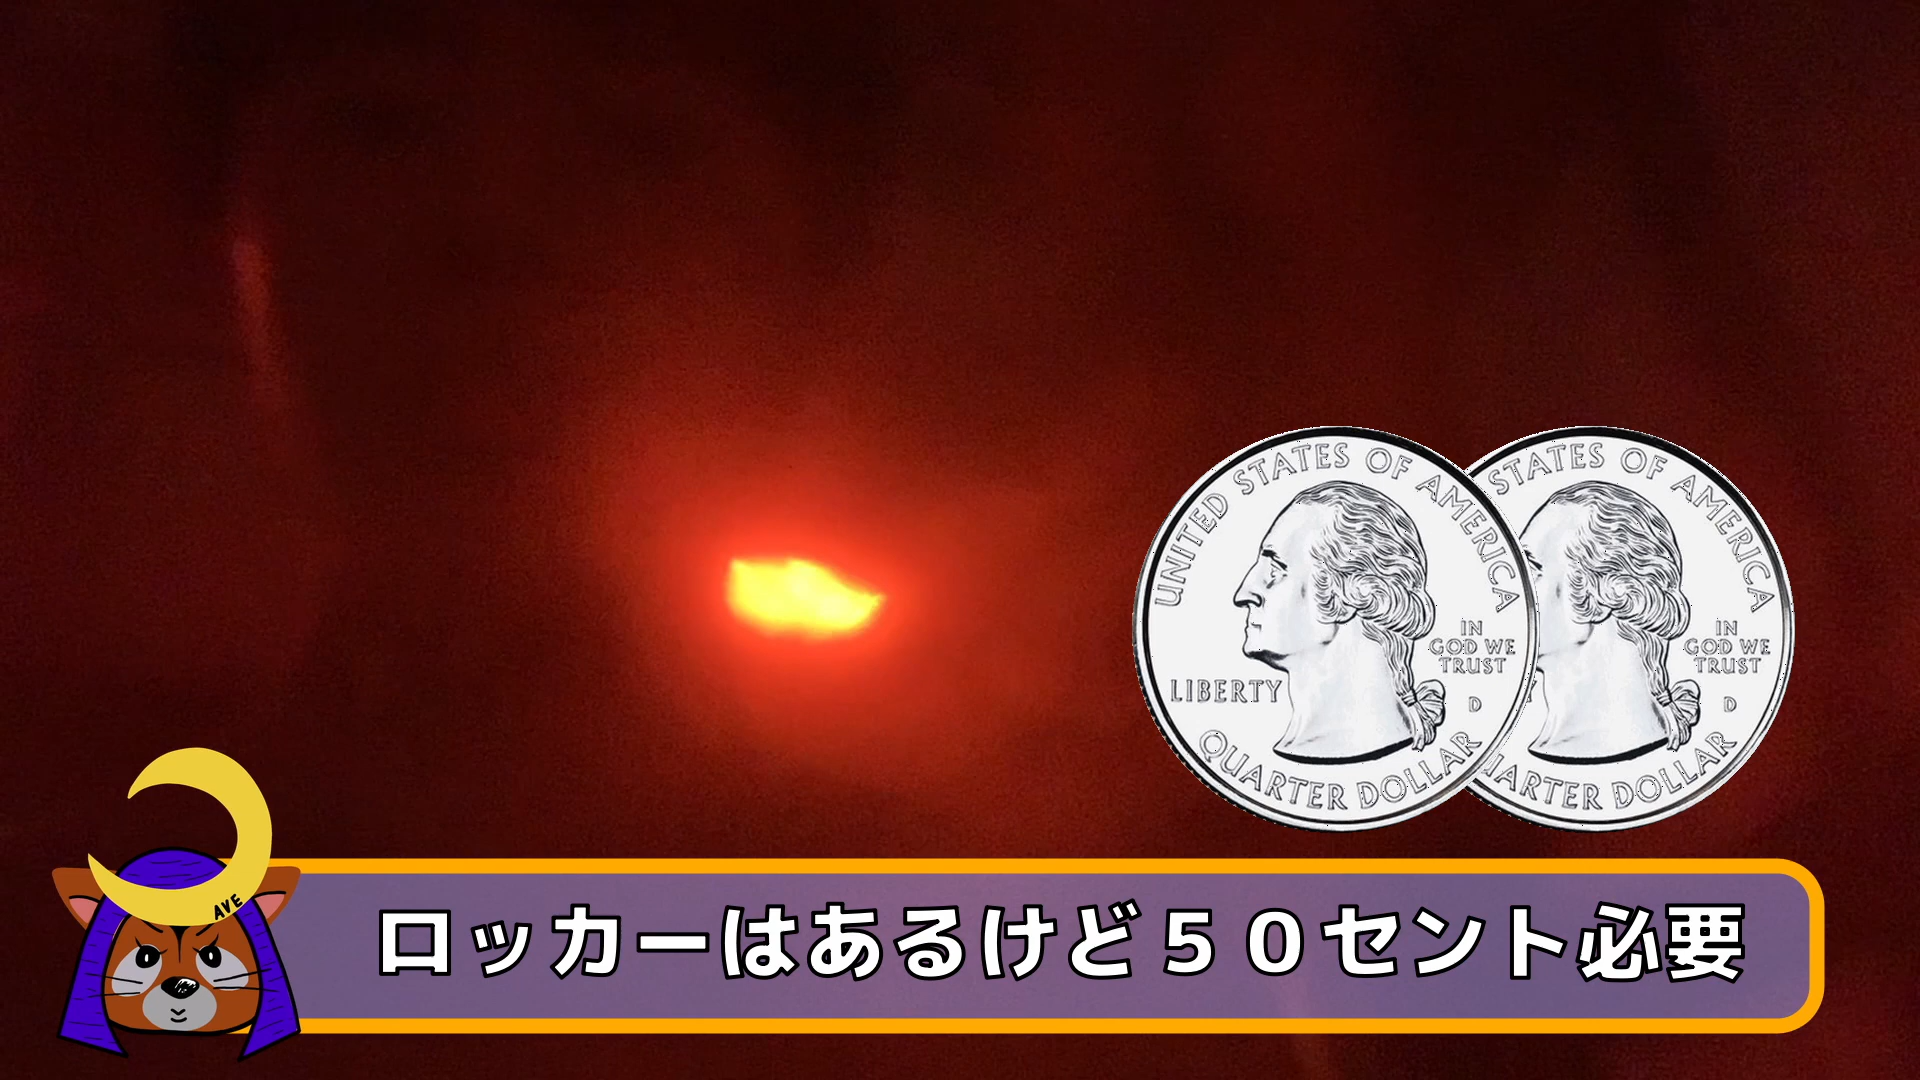 UNITED STATES OF AMERICA
IN
GOD WE
TRUST
LIBERTY
D
QUARTER DOLLAR
STATES OF AMERICA
IN
GOD WE
TRUST
Y
D
UARTER DOLLAR
AVE
ロッカーはあるけど５０セント必要